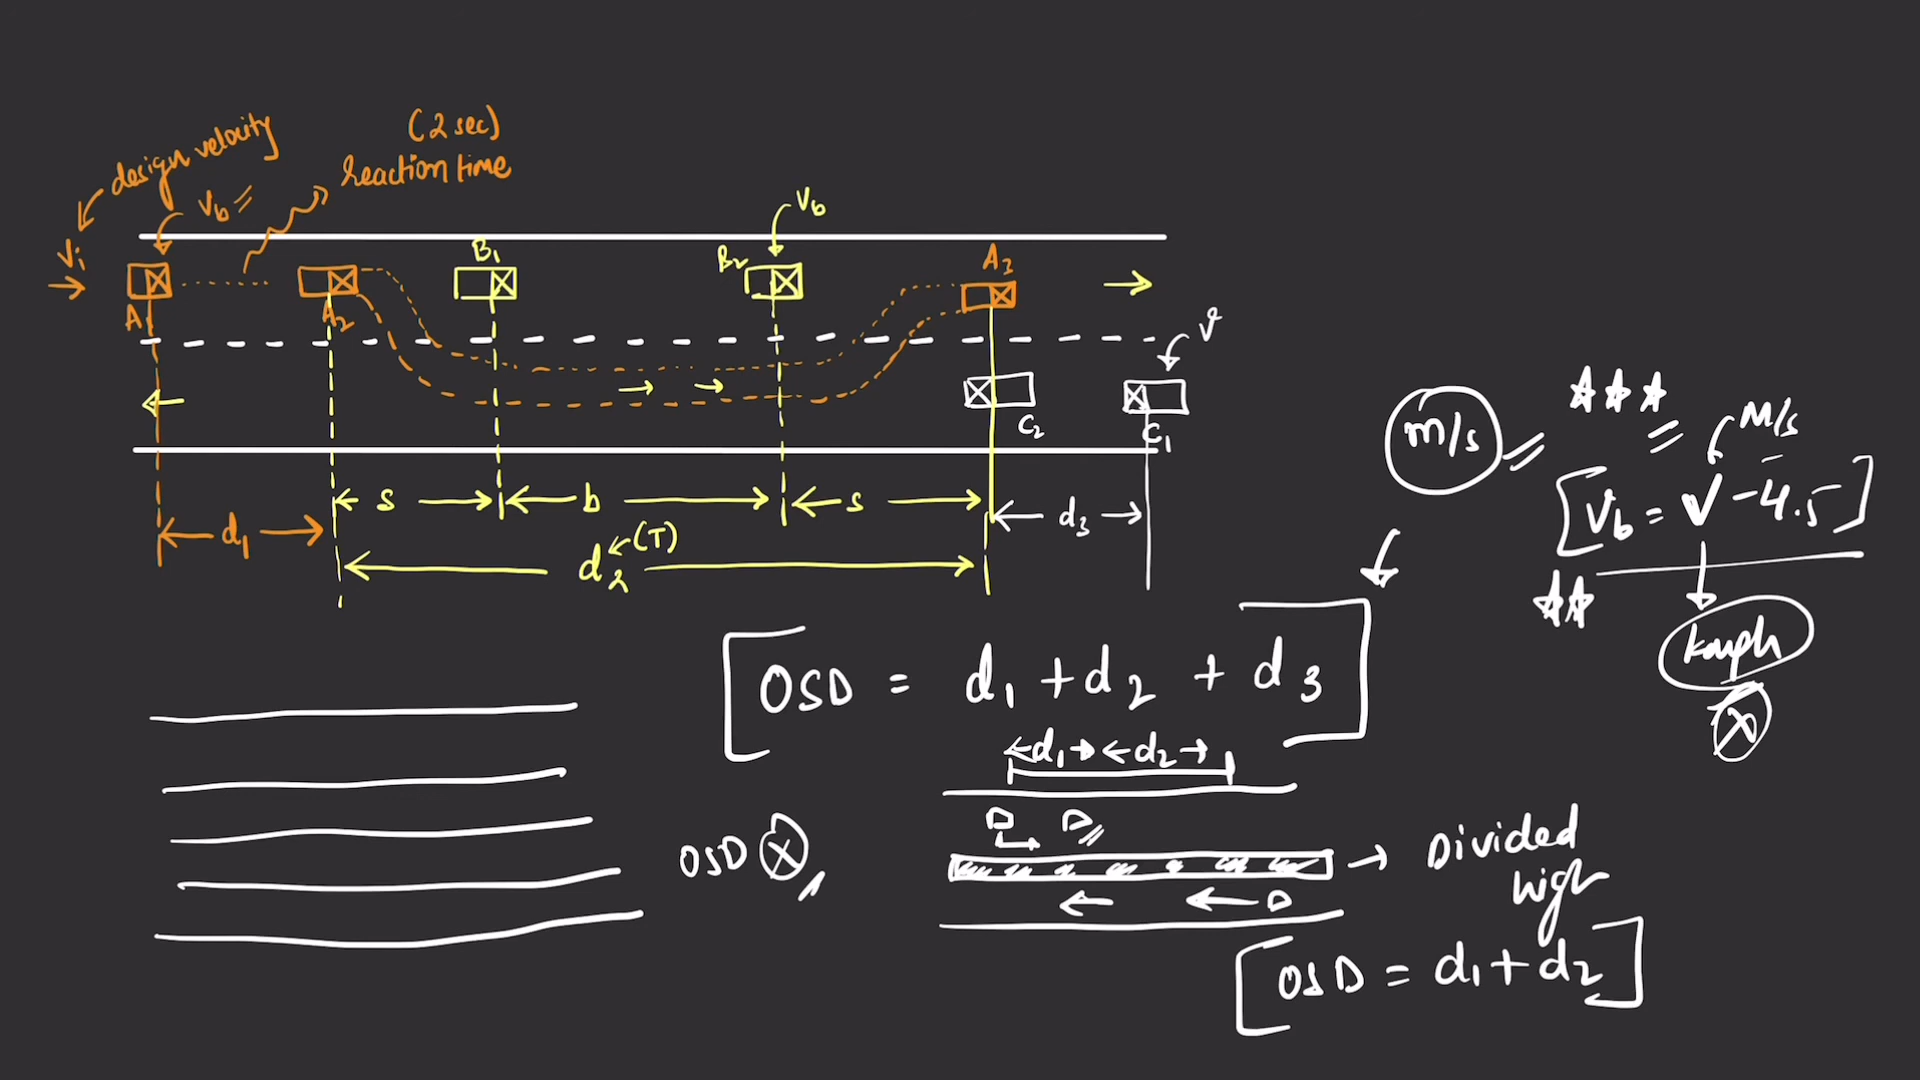 (2 sec)
design velocity
reaction time
Vb =
Vi
Vb
B1
B2
A3
A1
A2
V
C2
C1
s
b
s
d1
d2 (T)
d3
m/s
M/s
[Vb = V - 4.5]
kmph
[OSD = d1 + d2 + d3]
d1
d2
OSD
Divided
High
[OSD = d1 + d2]